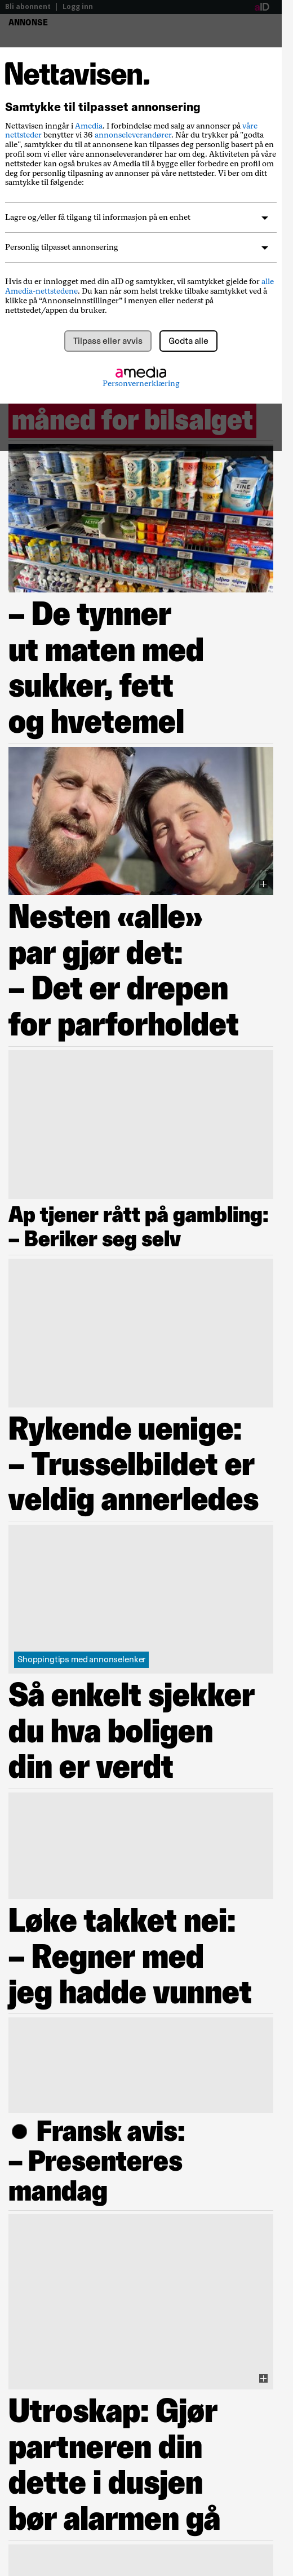 Bli abonnent | Logg inn
aID
ANNONSE
Nettavisen.
Samtykke til tilpasset annonsering
Nettavisen inngår i Amedia. I forbindelse med salg av annonser på våre
nettsteder benytter vi 36 annonseleverandører. Når du trykker på "godta
alle", samtykker du til at annonsene kan tilpasses deg personlig basert på en
profil som vi eller våre annonseleverandører har om deg. Aktiviteten på våre
nettsteder kan også brukes av Amedia til å bygge eller forbedre en profil om
deg for personlig tilpasning av annonser på våre nettsteder. Vi ber om ditt
samtykke til følgende:
Lagre og/eller få tilgang til informasjon på en enhet
Personlig tilpasset annonsering
Hvis du er innlogget med din aID og samtykker, vil samtykket gjelde for alle
Amedia-nettstedene. Du kan når som helst trekke tilbake samtykket ved å
klikke på “Annonseinnstillinger” i menyen eller nederst på
nettstedet/appen du bruker.
Tilpass eller avvis
Godta alle
amedia
Personvernerklæring
måned for bilsalget
– De tynner
ut maten med
sukker, fett
og hvetemel
Nesten «alle»
par gjør det:
– Det er drepen
for parforholdet
Ap tjener rått på gambling:
– Beriker seg selv
Rykende uenige:
– Trusselbildet er
veldig annerledes
Shoppingtips med annonselenker
Så enkelt sjekker
du hva boligen
din er verdt
Løke takket nei:
– Regner med
jeg hadde vunnet
● Fransk avis:
– Presenteres
mandag
Utroskap: Gjør
partneren din
dette i dusjen
bør alarmen gå